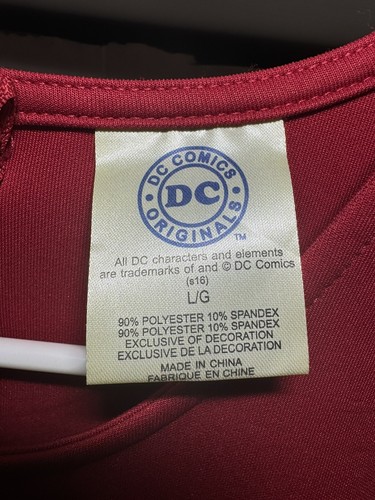 DC COMICS
DC
ORIGINALS
TM
All DC characters and elements
are trademarks of and © DC Comics
(s16)
L/G
90% POLYESTER 10% SPANDEX
90% POLYESTER 10% SPANDEX
EXCLUSIVE OF DECORATION
EXCLUSIVE DE LA DECORATION
MADE IN CHINA
FABRIQUE EN CHINE